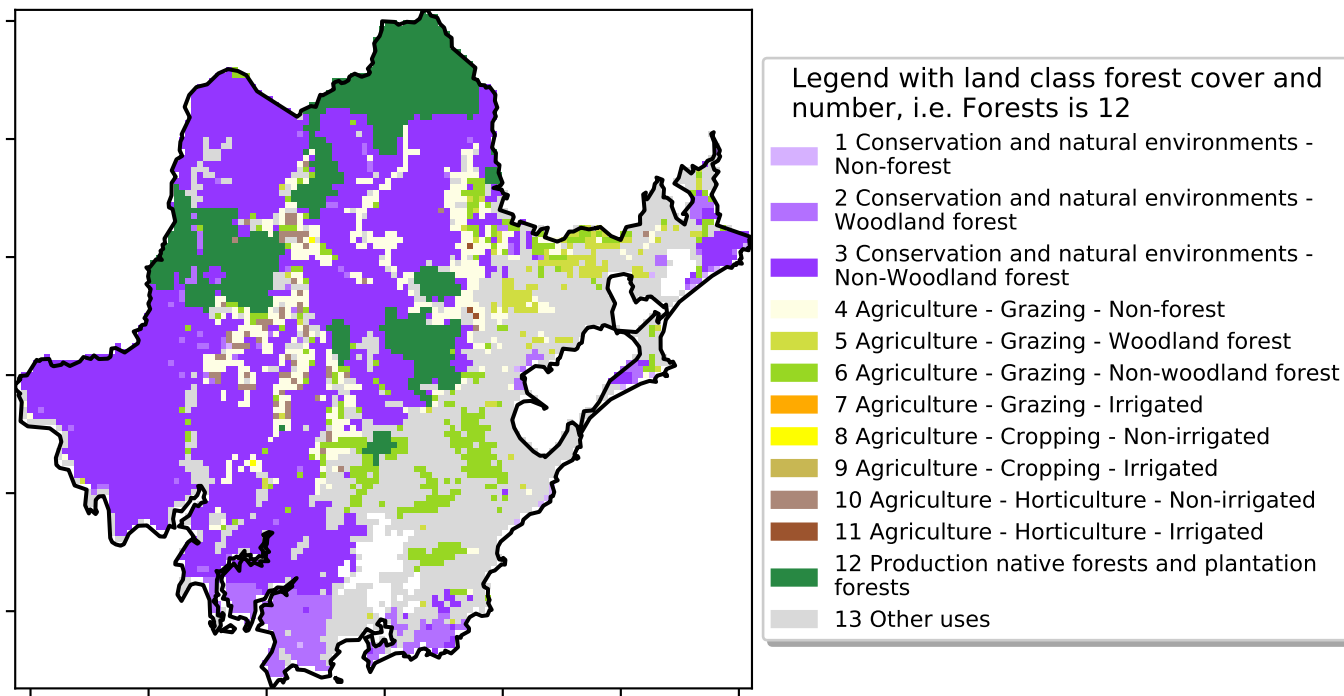 Legend with land class forest cover and
number, i.e. Forests is 12
1 Conservation and natural environments -
Non-forest
2 Conservation and natural environments -
Woodland forest
3 Conservation and natural environments -
Non-Woodland forest
4 Agriculture - Grazing - Non-forest
5 Agriculture - Grazing - Woodland forest
6 Agriculture - Grazing - Non-woodland forest
7 Agriculture - Grazing - Irrigated
8 Agriculture - Cropping - Non-irrigated
9 Agriculture - Cropping - Irrigated
10 Agriculture - Horticulture - Non-irrigated
11 Agriculture - Horticulture - Irrigated
12 Production native forests and plantation
forests
13 Other uses